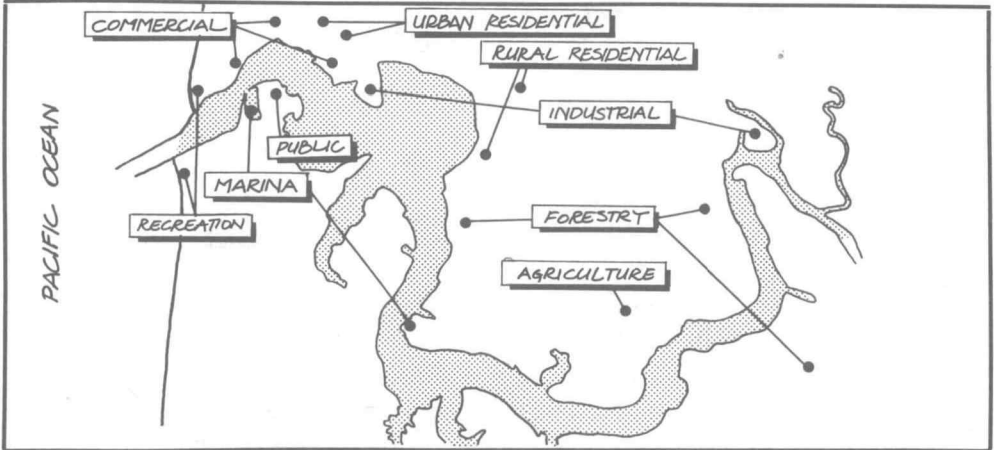 COMMERCIAL
URBAN RESIDENTIAL
RURAL RESIDENTIAL
INDUSTRIAL
PACIFIC OCEAN
PUBLIC
MARINA
RECREATION
FORESTRY
AGRICULTURE